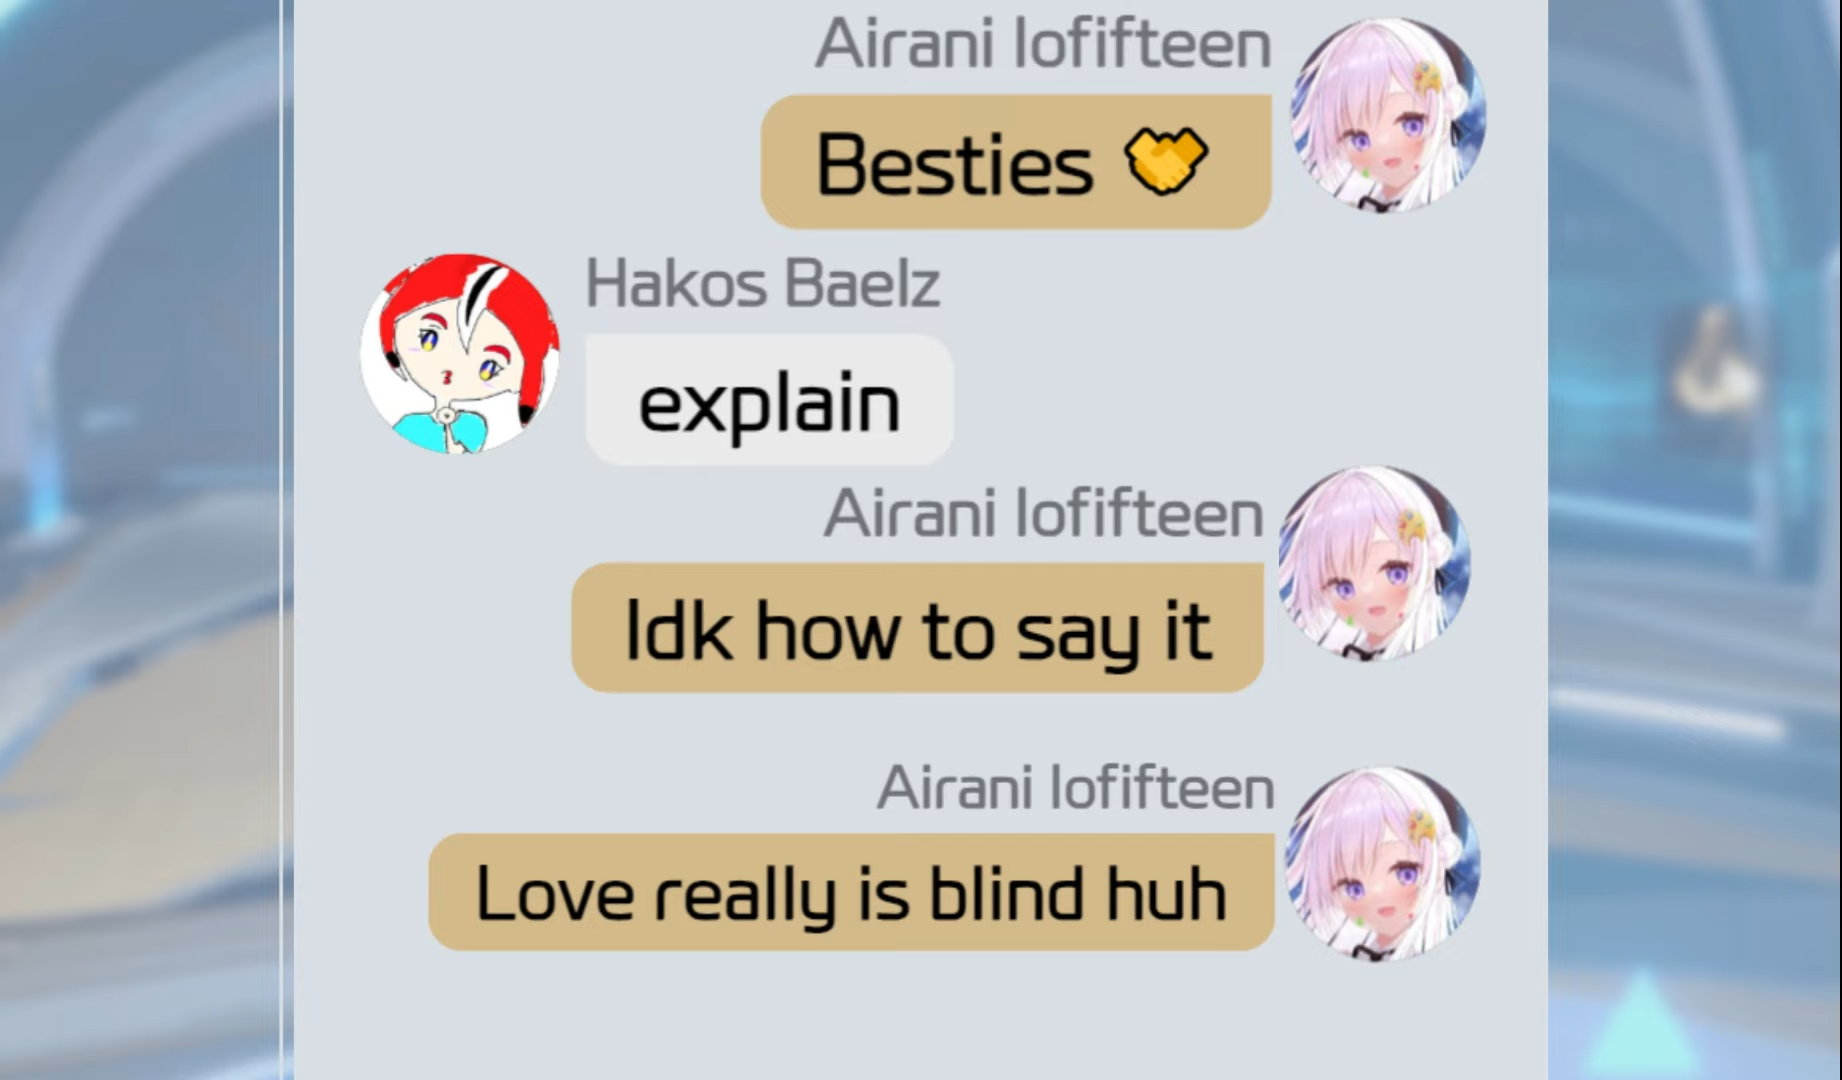 Airani Iofifteen
Besties 🤝
Hakos Baelz
explain
Airani Iofifteen
Idk how to say it
Airani Iofifteen
Love really is blind huh